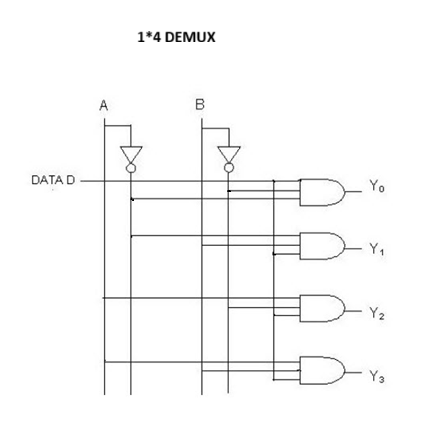 1*4 DEMUX
A B
DATA D
Y₀
Y₁
Y₂
Y₃